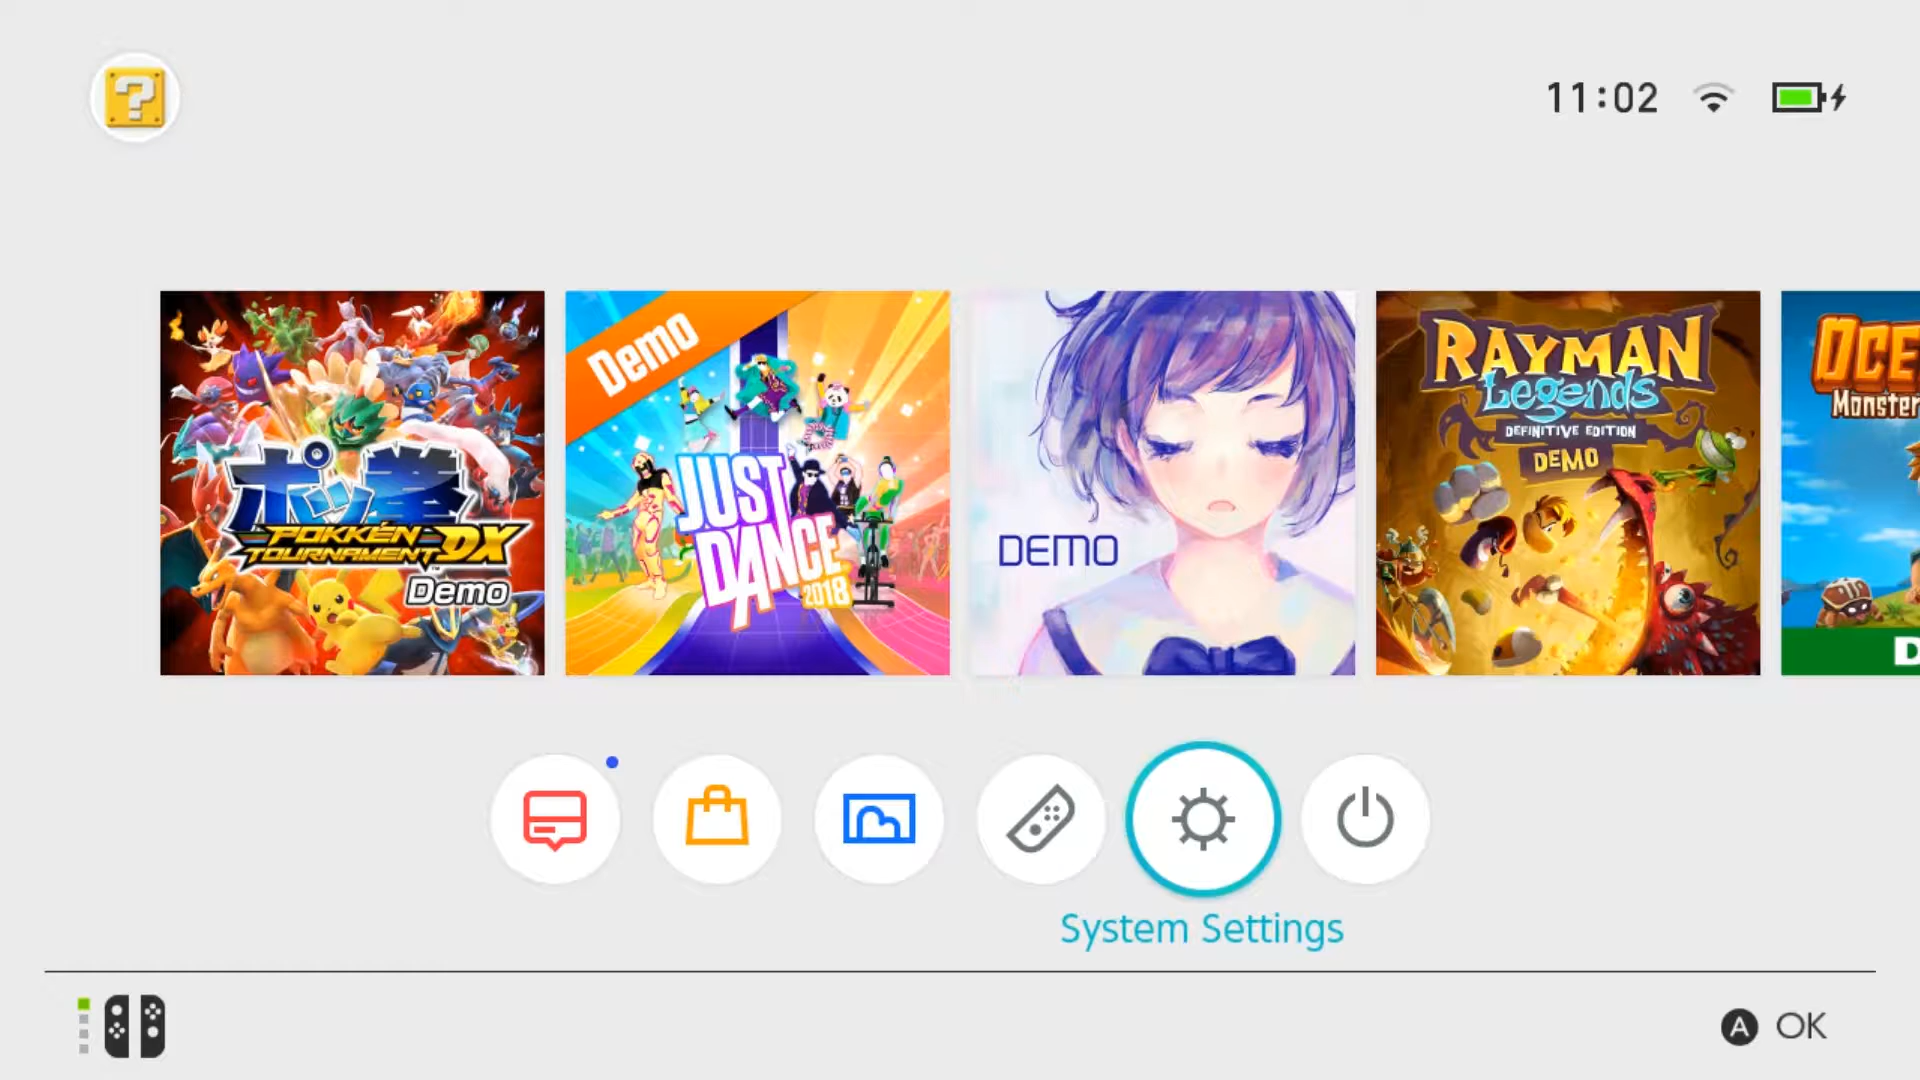 11:02
ポッ拳
POKKÉN
TOURNAMENT DX
Demo
Demo
JUST
DANCE
2018
DEMO
RAYMAN
Legends
DEFINITIVE EDITION
DEMO
OCE
Monster
D
System Settings
A OK